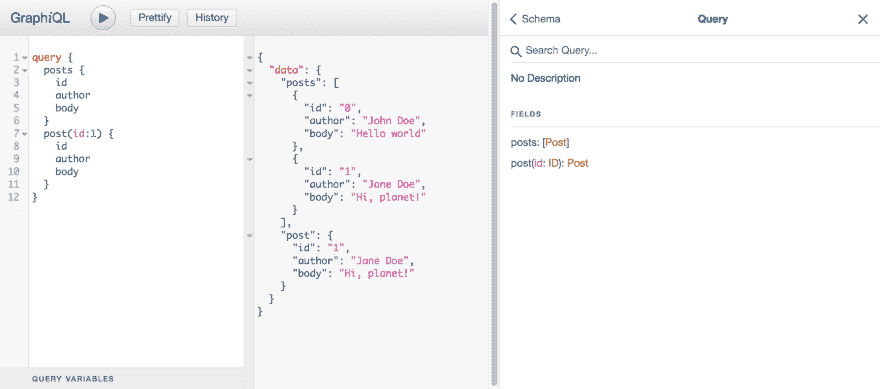 GraphiQL Prettify History
1 query {
2 posts {
3 id
4 author
5 body
6 }
7 post(id:1) {
8 id
9 author
10 body
11 }
12 }
QUERY VARIABLES
{
"data": {
"posts": [
{
"id": "0",
"author": "John Doe",
"body": "Hello world"
},
{
"id": "1",
"author": "Jane Doe",
"body": "Hi, planet!"
}
],
"post": {
"id": "1",
"author": "Jane Doe",
"body": "Hi, planet!"
}
}
}
Schema Query
Search Query...
No Description
FIELDS
posts: [Post]
post(id: ID): Post